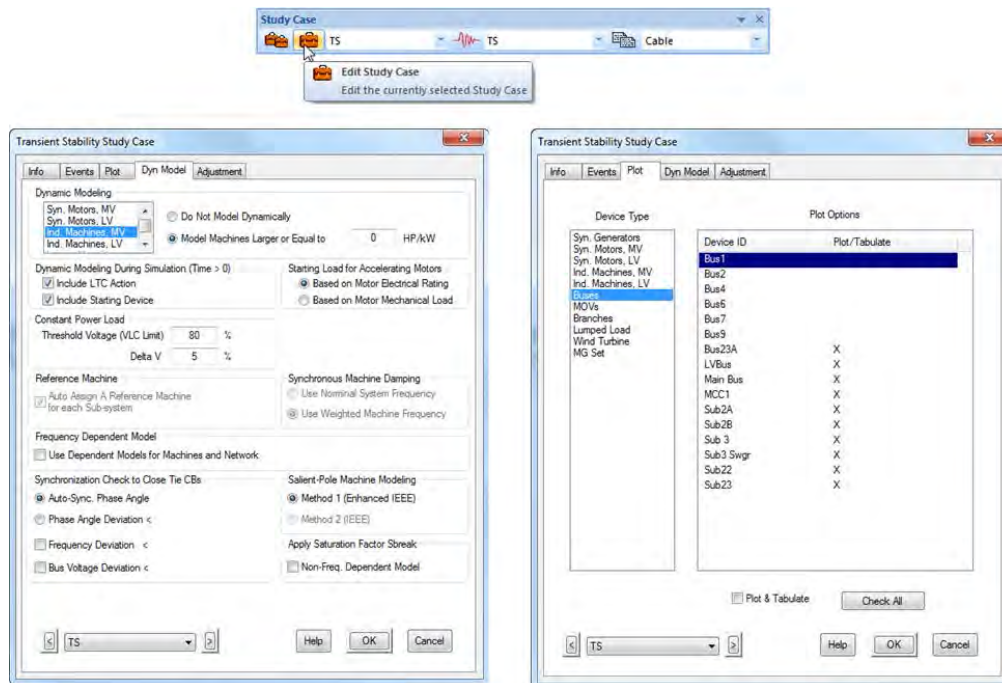 Study Case
TS TS Cable
Edit Study Case
Edit the currently selected Study Case
Transient Stability Study Case
Info Events Plot Dyn Model Adjustment
Dynamic Modeling
Syn. Motors, MV
Syn. Motors, LV
Ind. Machines, MV
Ind. Machines, LV
Do Not Model Dynamically
Model Machines Larger or Equal to 0 HP/kW
Dynamic Modeling During Simulation (Time > 0)
Include LTC Action
Include Starting Device
Starting Load for Accelerating Motors
Based on Motor Electrical Rating
Based on Motor Mechanical Load
Constant Power Load
Threshold Voltage (VLC Limit) 80 %
Delta V 5 %
Reference Machine
Auto Assign A Reference Machine
for each Sub-system
Synchronous Machine Damping
Use Nominal System Frequency
Use Weighted Machine Frequency
Frequency Dependent Model
Use Dependent Models for Machines and Network
Synchronization Check to Close Tie CBs
Auto-Sync. Phase Angle
Phase Angle Deviation <
Frequency Deviation <
Bus Voltage Deviation <
Salient-Pole Machine Modeling
Method 1 (Enhanced IEEE)
Method 2 (IEEE)
Apply Saturation Factor Sbreak
Non-Freq. Dependent Model
< TS > Help OK Cancel
Transient Stability Study Case
Info Events Plot Dyn Model Adjustment
Device Type
Syn. Generators
Syn. Motors, MV
Syn. Motors, LV
Ind. Machines, MV
Ind. Machines, LV
Buses
MOVs
Branches
Lumped Load
Wind Turbine
MG Set
Plot Options
Device ID Plot/Tabulate
Bus1
Bus2
Bus4
Bus6
Bus7
Bus9
Bus23A X
LVBus X
Main Bus X
MCC1 X
Sub2A X
Sub2B X
Sub 3 X
Sub3 Swgr X
Sub22 X
Sub23 X
Plot & Tabulate Check All
< TS > Help OK Cancel